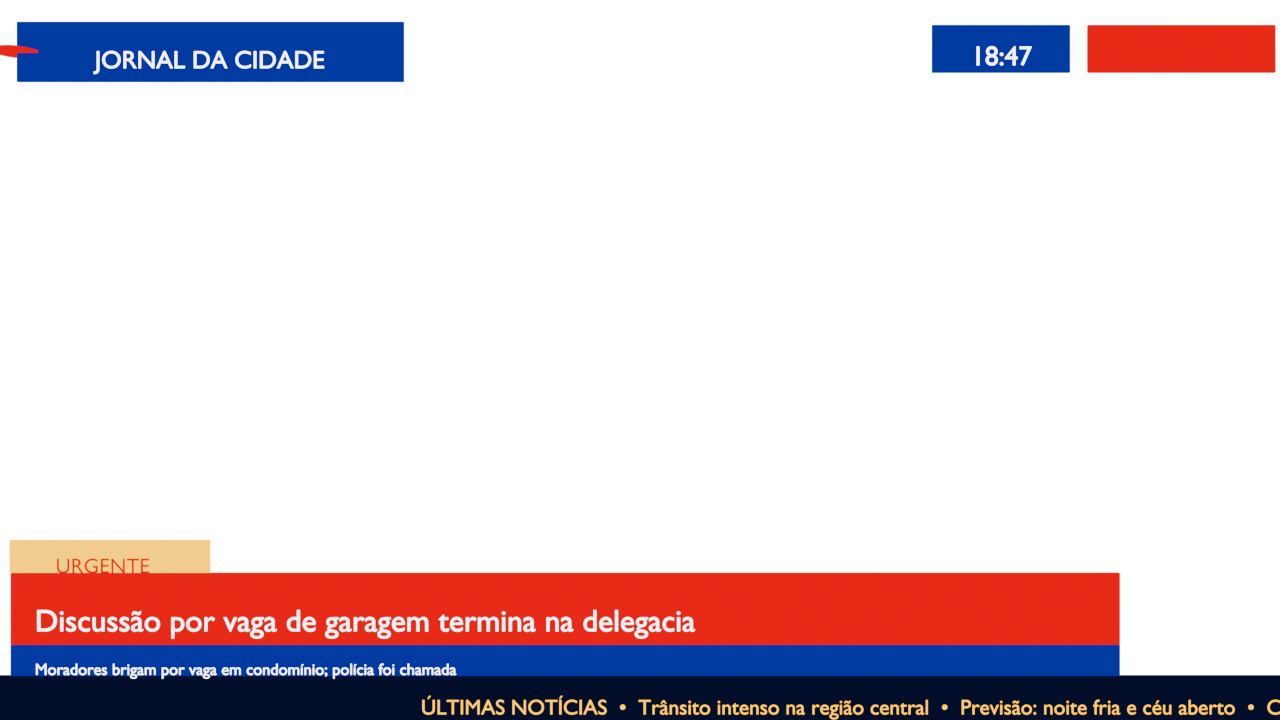 JORNAL DA CIDADE
18:47
URGENTE
Discussão por vaga de garagem termina na delegacia
Moradores brigam por vaga em condomínio; polícia foi chamada
ÚLTIMAS NOTÍCIAS • Trânsito intenso na região central • Previsão: noite fria e céu aberto •